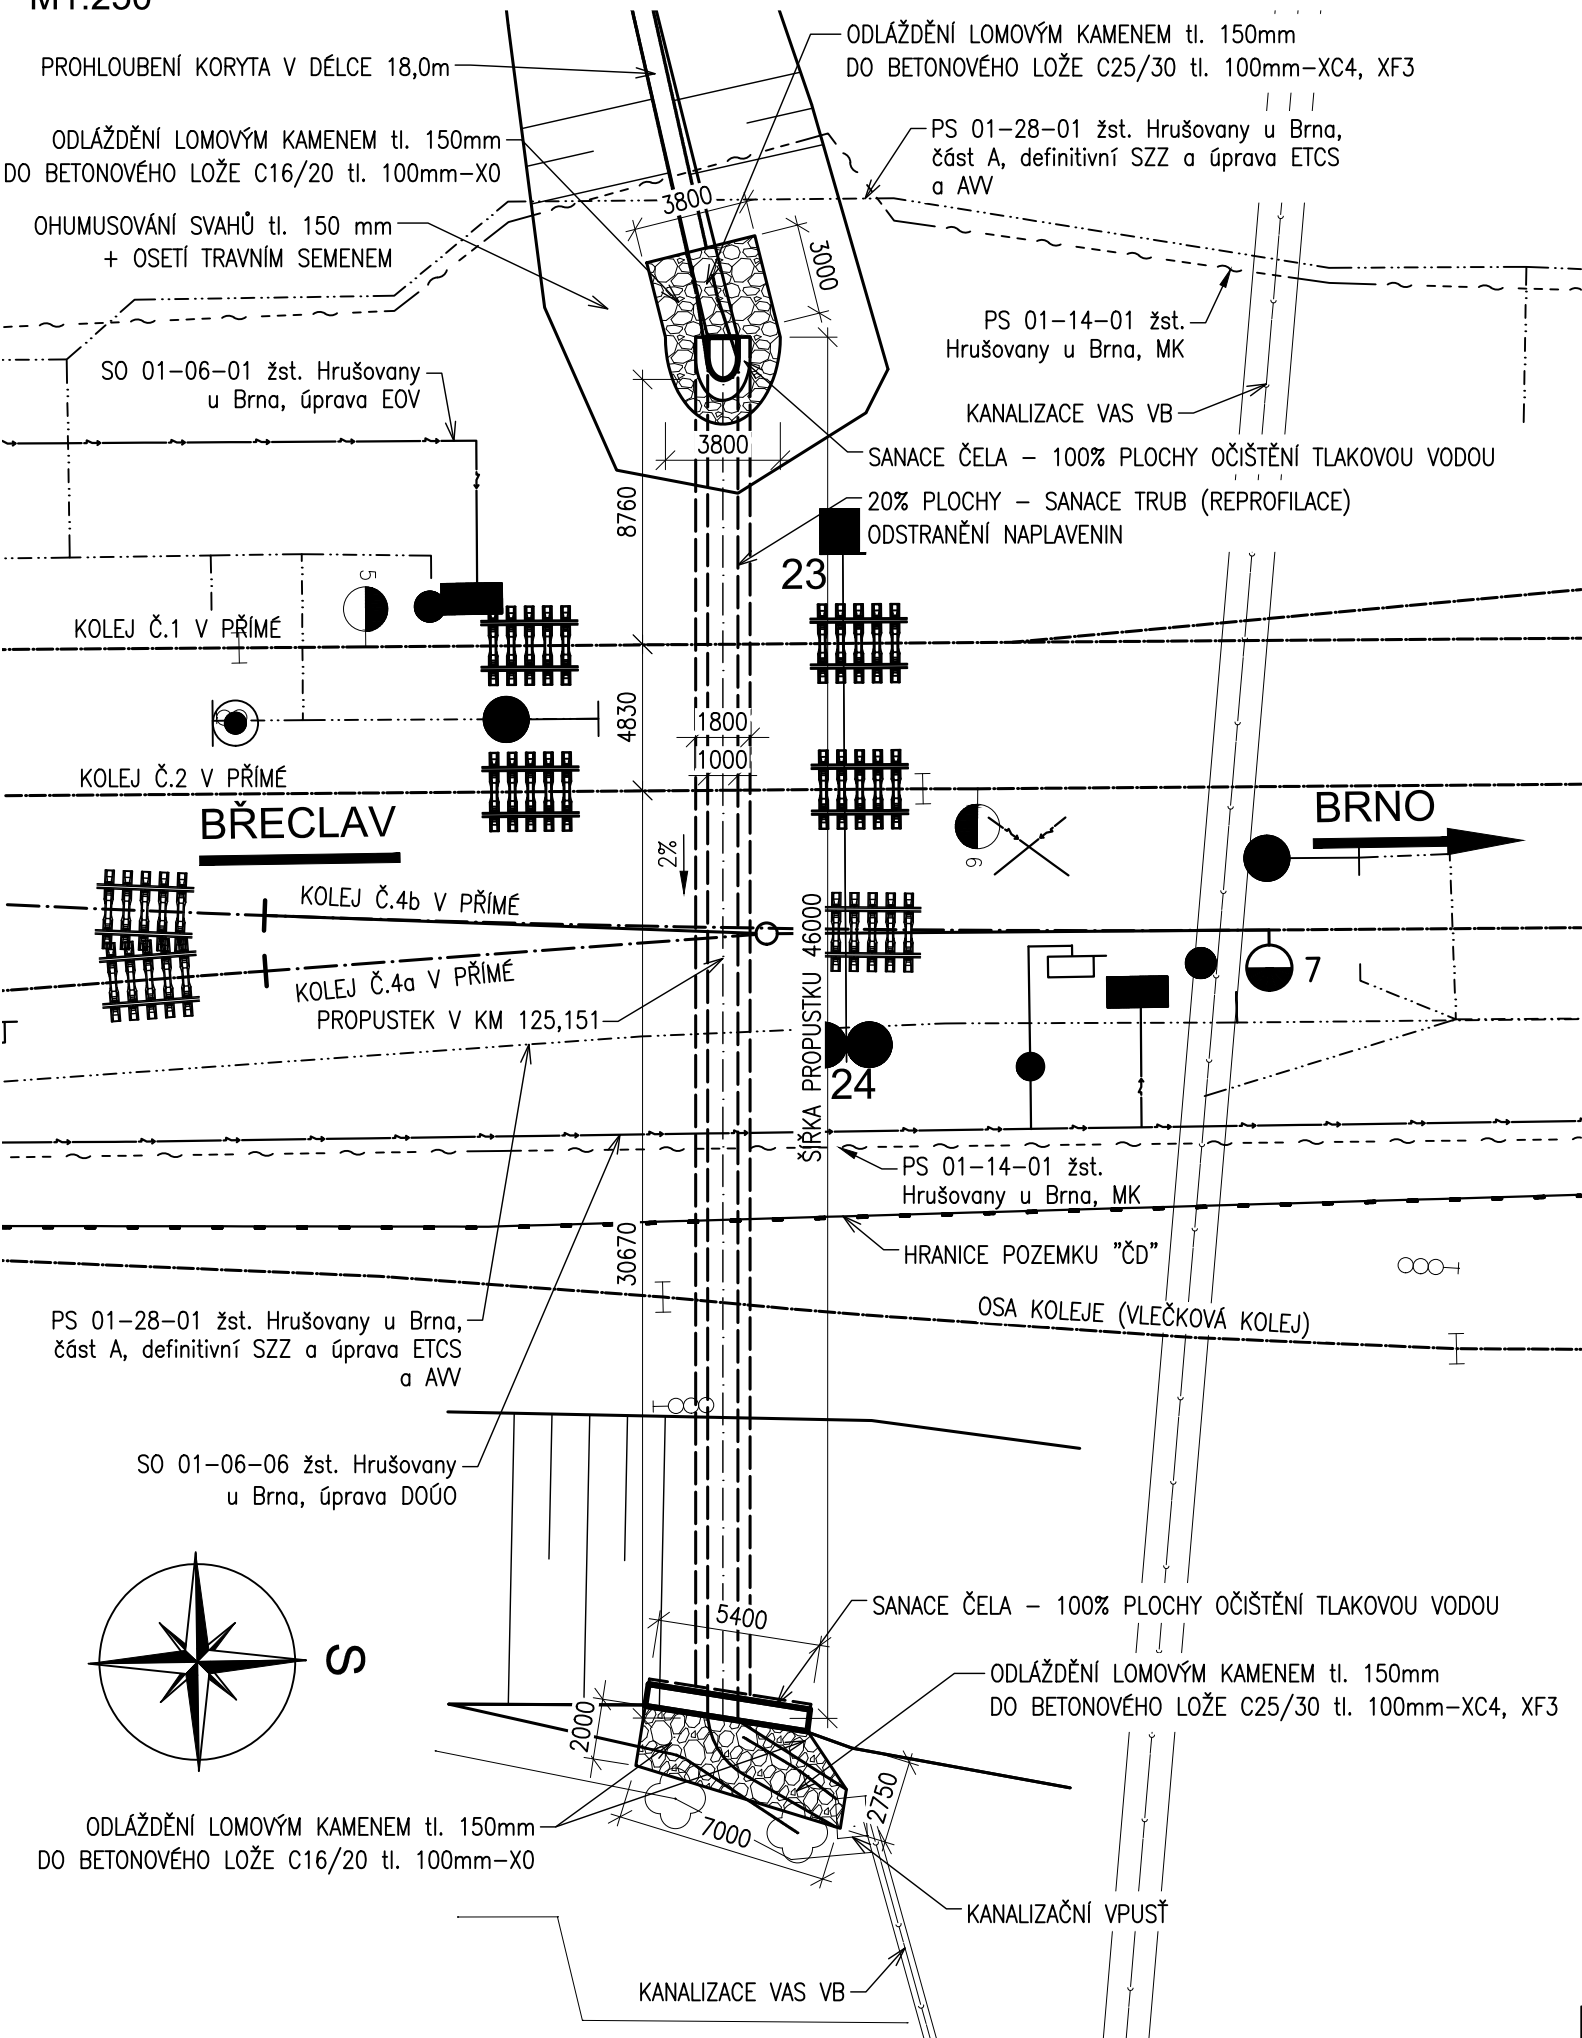 M1:250
PROHLOUBENÍ KORYTA V DÉLCE 18,0m
ODLÁŽDĚNÍ LOMOVÝM KAMENEM tl. 150mm
DO BETONOVÉHO LOŽE C25/30 tl. 100mm-XC4, XF3
ODLÁŽDĚNÍ LOMOVÝM KAMENEM tl. 150mm
DO BETONOVÉHO LOŽE C16/20 tl. 100mm-X0
PS 01-28-01 žst. Hrušovany u Brna,
část A, definitivní SZZ a úprava ETCS
a AVV
OHUMUSOVÁNÍ SVAHŮ tl. 150 mm
+ OSETÍ TRAVNÍM SEMENEM
3800
3000
PS 01-14-01 žst.
Hrušovany u Brna, MK
SO 01-06-01 žst. Hrušovany
u Brna, úprava EOV
KANALIZACE VAS VB
3800
SANACE ČELA - 100% PLOCHY OČIŠTĚNÍ TLAKOVOU VODOU
8760
20% PLOCHY - SANACE TRUB (REPROFILACE)
ODSTRANĚNÍ NAPLAVENIN
23
5
KOLEJ Č.1 V PŘÍMÉ
4830
1800
1000
KOLEJ Č.2 V PŘÍMÉ
BŘECLAV
BRNO
2%
6
KOLEJ Č.4b V PŘÍMÉ
KOLEJ Č.4a V PŘÍMÉ
7
PROPUSTEK V KM 125,151
ŠÍŘKA PROPUSTKU 46000
24
PS 01-14-01 žst.
Hrušovany u Brna, MK
30670
HRANICE POZEMKU "ČD"
OSA KOLEJE (VLEČKOVÁ KOLEJ)
PS 01-28-01 žst. Hrušovany u Brna,
část A, definitivní SZZ a úprava ETCS
a AVV
SO 01-06-06 žst. Hrušovany
u Brna, úprava DOÚO
S
5400
SANACE ČELA - 100% PLOCHY OČIŠTĚNÍ TLAKOVOU VODOU
ODLÁŽDĚNÍ LOMOVÝM KAMENEM tl. 150mm
DO BETONOVÉHO LOŽE C25/30 tl. 100mm-XC4, XF3
2000
2750
7000
ODLÁŽDĚNÍ LOMOVÝM KAMENEM tl. 150mm
DO BETONOVÉHO LOŽE C16/20 tl. 100mm-X0
KANALIZAČNÍ VPUSŤ
KANALIZACE VAS VB